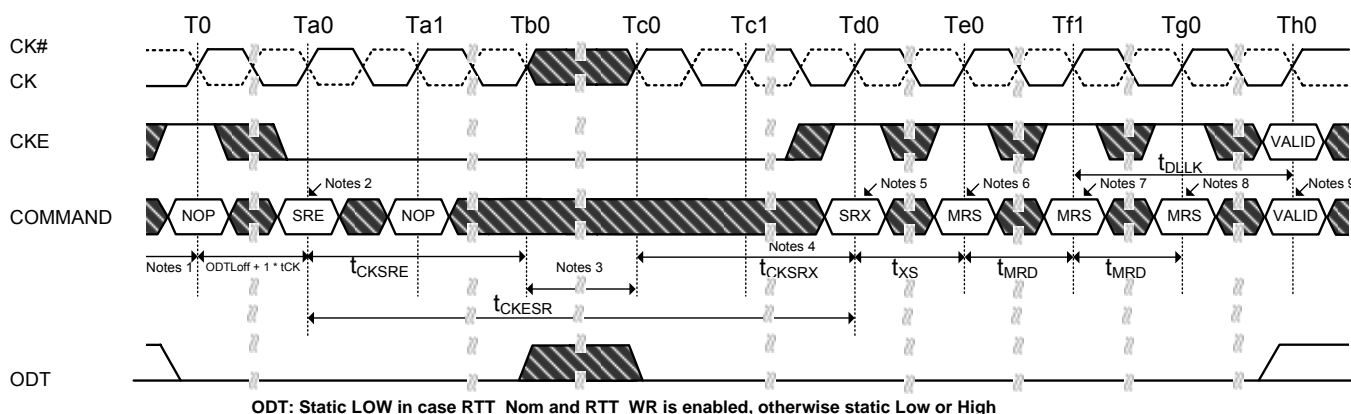 T0 Ta0 Ta1 Tb0 Tc0 Tc1 Td0 Te0 Tf1 Tg0 Th0
CK#
CK
CKE
VALID
tDLLK
Notes 2
Notes 5
Notes 6
Notes 7
Notes 8
Notes 9
COMMAND
NOP
SRE
NOP
SRX
MRS
MRS
MRS
VALID
Notes 1
ODTLoff + 1 * tCK
tCKSRE
Notes 3
Notes 4
tCKSRX
tXS
tMRD
tMRD
tCKESR
ODT
ODT: Static LOW in case RTT_Nom and RTT_WR is enabled, otherwise static Low or High